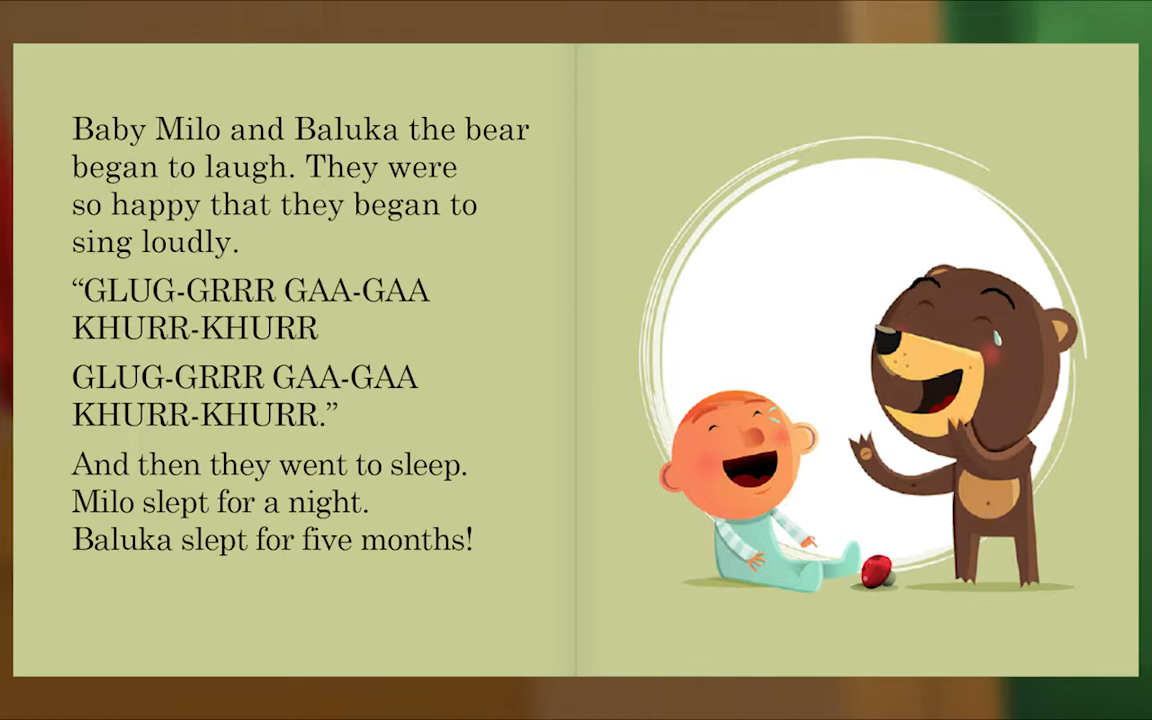 Baby Milo and Baluka the bear
began to laugh. They were
so happy that they began to
sing loudly.
“GLUG-GRRR GAA-GAA
KHURR-KHURR
GLUG-GRRR GAA-GAA
KHURR-KHURR.”
And then they went to sleep.
Milo slept for a night.
Baluka slept for five months!